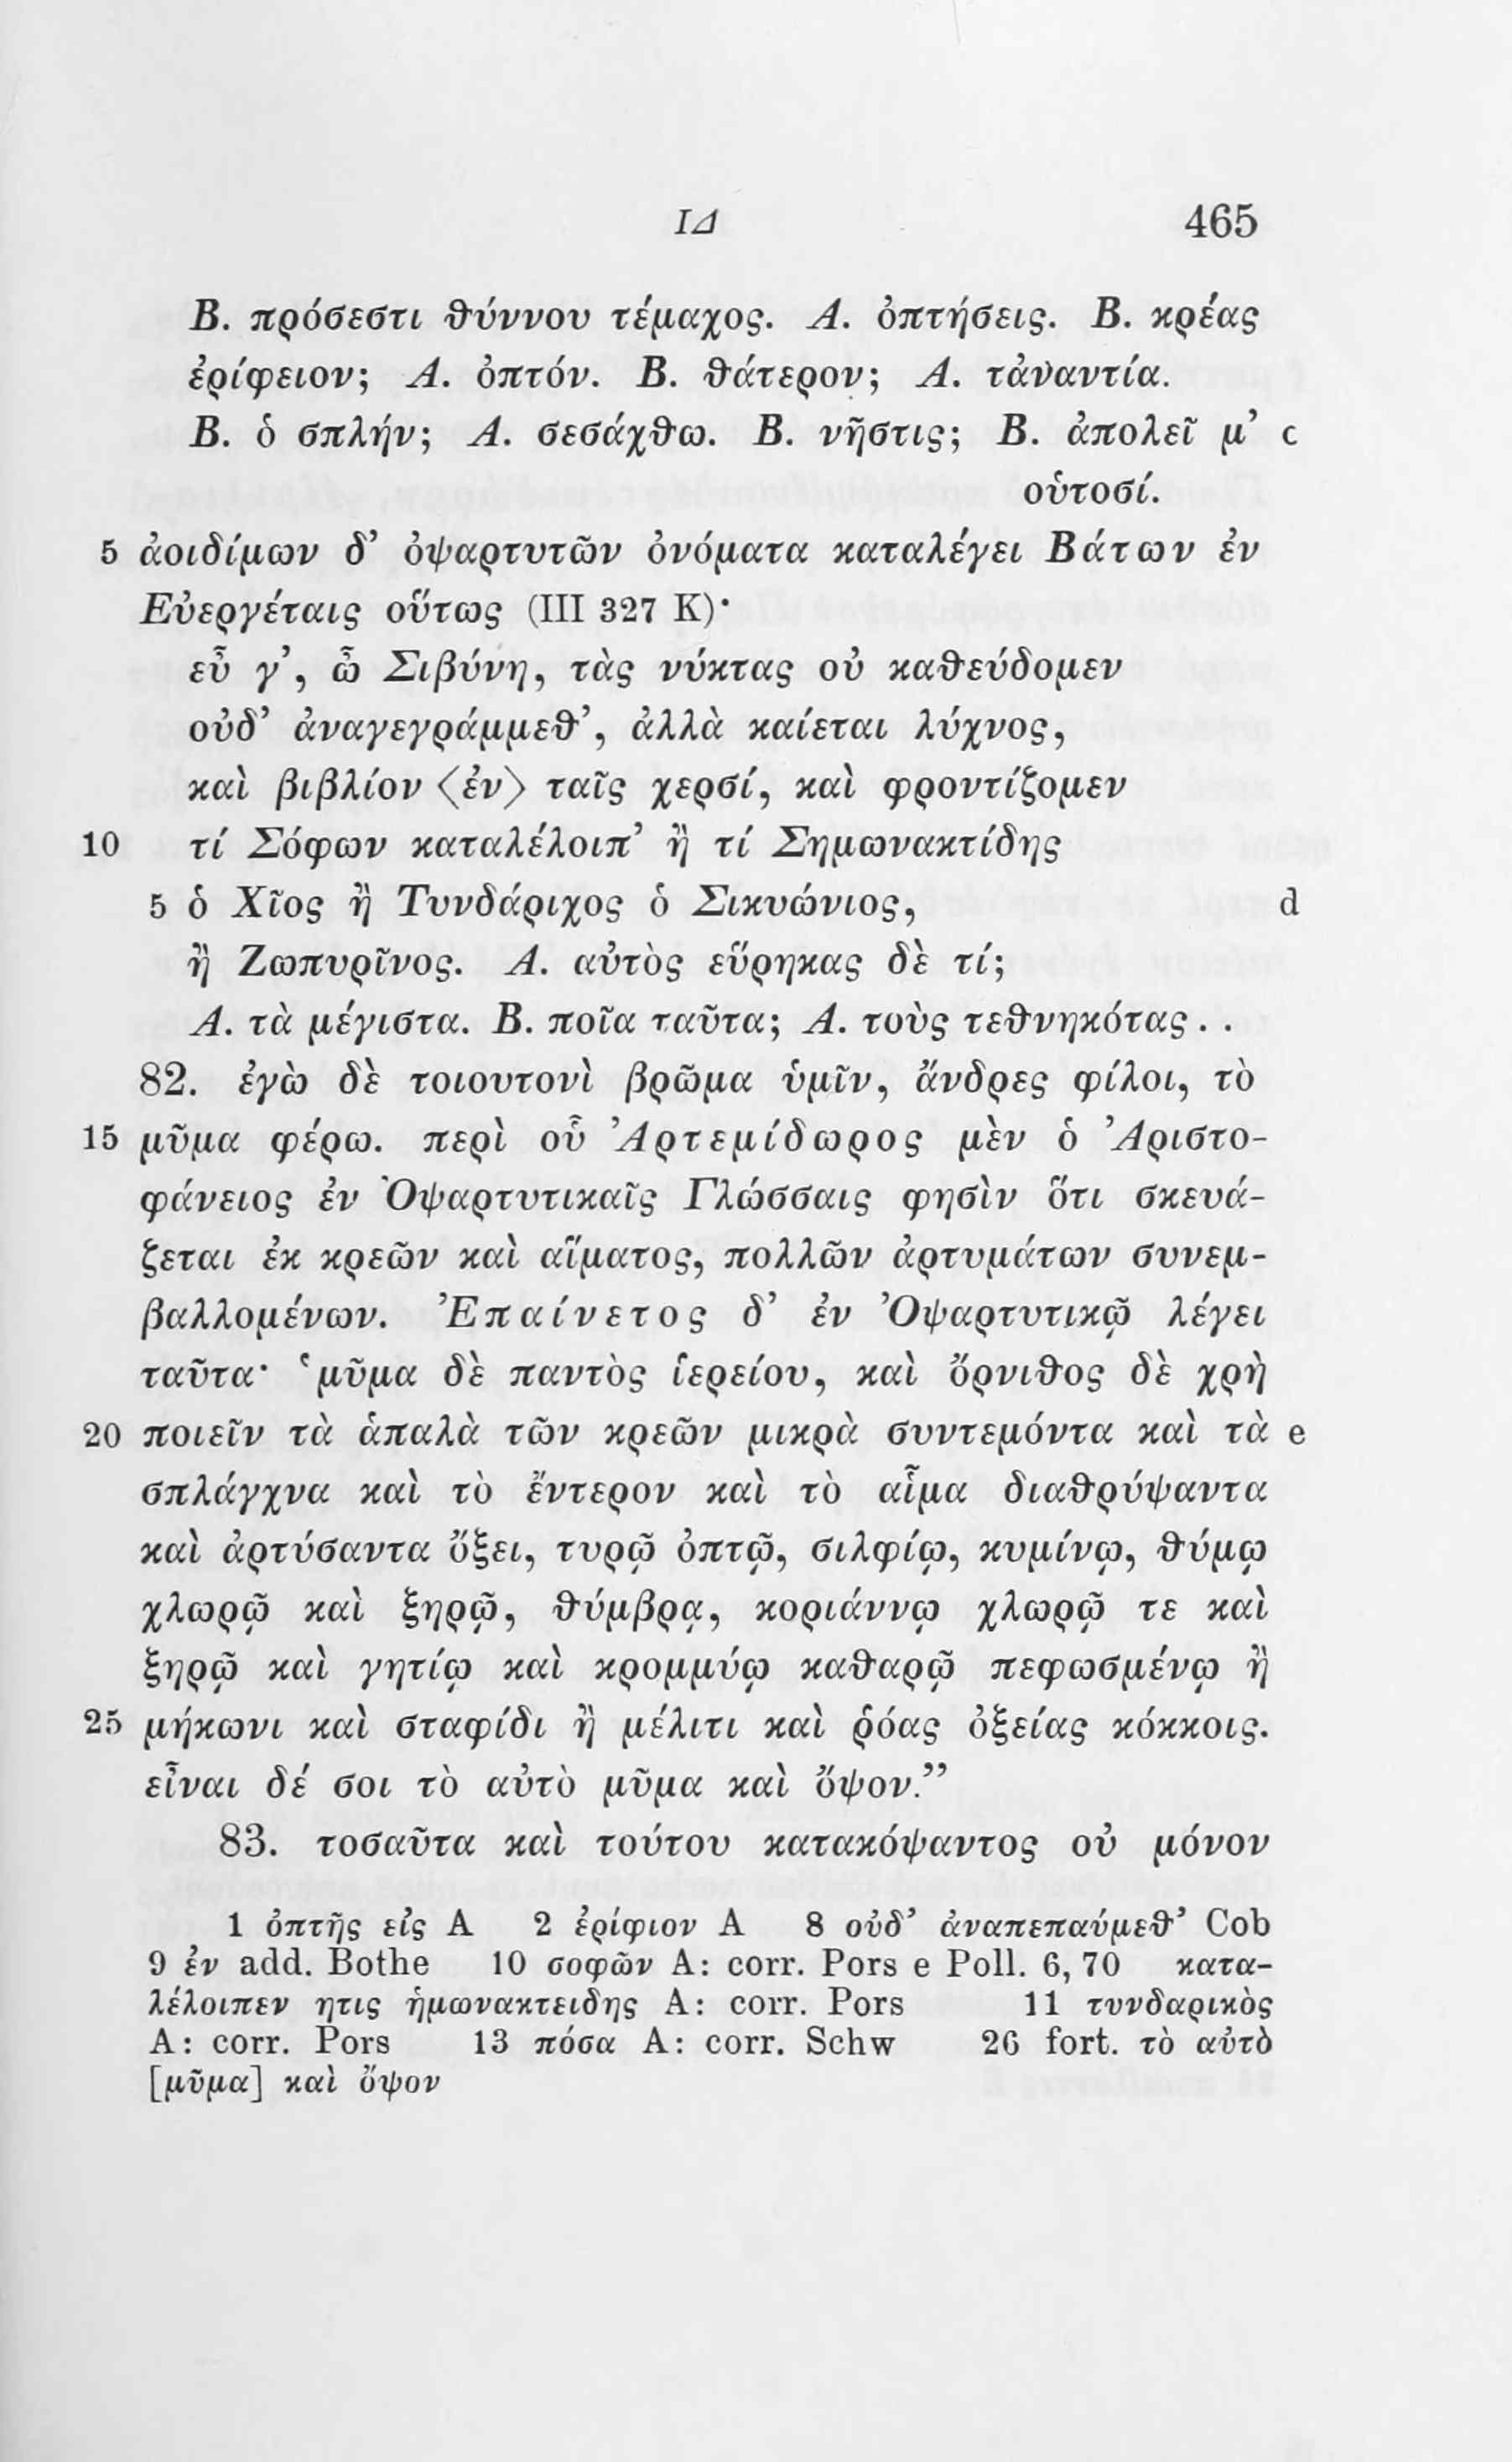 ΙΔ 465
Β. πρόσεστι θύννου τέμαχος. Α. ὀπτήσεις. Β. κρέας
ἐρίφειον; Α. ὀπτόν. Β. θάτερον; Α. τἀναντία.
Β. ὁ σπλήν; Α. σεσάχθω. Β. νῆστις; Β. ἀπολεῖ μ’ c
οὑτοσί.
5 ἀοιδίμων δ’ ὀψαρτυτῶν ὀνόματα καταλέγει Βάτων ἐν
Εὐεργέταις οὕτως (III 327 K)·
εὖ γ’, ὦ Σιβύνη, τὰς νύκτας οὐ καθεύδομεν
οὐδ’ ἀναγεγράμμεθ’, ἀλλὰ καίεται λύχνος,
καὶ βιβλίον 〈ἐν〉 ταῖς χερσί, καὶ φροντίζομεν
10 τί Σόφων καταλέλοιπ’ ἢ τί Σημωνακτίδης
5 ὁ Χῖος ἢ Τυνδάριχος ὁ Σικυώνιος, d
ἢ Ζωπυρῖνος. Α. αὐτὸς εὕρηκας δὲ τί;
Α. τὰ μέγιστα. Β. ποῖα ταῦτα; Α. τοὺς τεθνηκότας . .
82. ἐγὼ δὲ τοιουτονὶ βρῶμα ὑμῖν, ἄνδρες φίλοι, τὸ
15 μῦμα φέρω. περὶ οὗ Ἀρτεμίδωρος μὲν ὁ Ἀριστο-
φάνειος ἐν Ὀψαρτυτικαῖς Γλώσσαις φησὶν ὅτι σκευά-
ζεται ἐκ κρεῶν καὶ αἵματος, πολλῶν ἀρτυμάτων συνεμ-
βαλλομένων. Ἐπαίνετος δ’ ἐν Ὀψαρτυτικῷ λέγει
ταῦτα· ‘μῦμα δὲ παντὸς ἱερείου, καὶ ὄρνιθος δὲ χρὴ
20 ποιεῖν τὰ ἁπαλὰ τῶν κρεῶν μικρὰ συντεμόντα καὶ τὰ e
σπλάγχνα καὶ τὸ ἔντερον καὶ τὸ αἷμα διαθρύψαντα
καὶ ἀρτύσαντα ὄξει, τυρῷ ὀπτῷ, σιλφίῳ, κυμίνῳ, θύμῳ
χλωρῷ καὶ ξηρῷ, θύμβρᾳ, κοριάννῳ χλωρῷ τε καὶ
ξηρῷ καὶ γητίῳ καὶ κρομμύῳ καθαρῷ πεφωσμένῳ ἢ
25 μήκωνι καὶ σταφίδι ἢ μέλιτι καὶ ῥόας ὀξείας κόκκοις.
εἶναι δέ σοι τὸ αὐτὸ μῦμα καὶ ὄψον.”
83. τοσαῦτα καὶ τούτου κατακόψαντος οὐ μόνον
1 ὀπτῆς εἰς A 2 ἐρίφιον A 8 οὐδ’ ἀναπεπαύμεθ’ Cob
9 ἐν add. Bothe 10 σοφῶν A: corr. Pors e Poll. 6, 70 κατα-
λέλοιπεν ητις ἡμωνακτειδης A: corr. Pors 11 τυνδαρικὸς
A: corr. Pors 13 πόσα A: corr. Schw 26 fort. τὸ αὐτὸ
[μῦμα] καὶ ὄψον